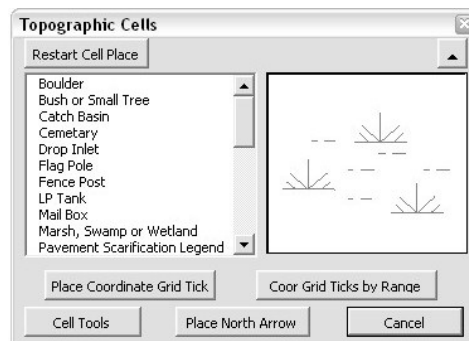 Topographic Cells
Restart Cell Place
Boulder
Bush or Small Tree
Catch Basin
Cemetary
Drop Inlet
Flag Pole
Fence Post
LP Tank
Mail Box
Marsh, Swamp or Wetland
Pavement Scarification Legend
Place Coordinate Grid Tick
Coor Grid Ticks by Range
Cell Tools
Place North Arrow
Cancel